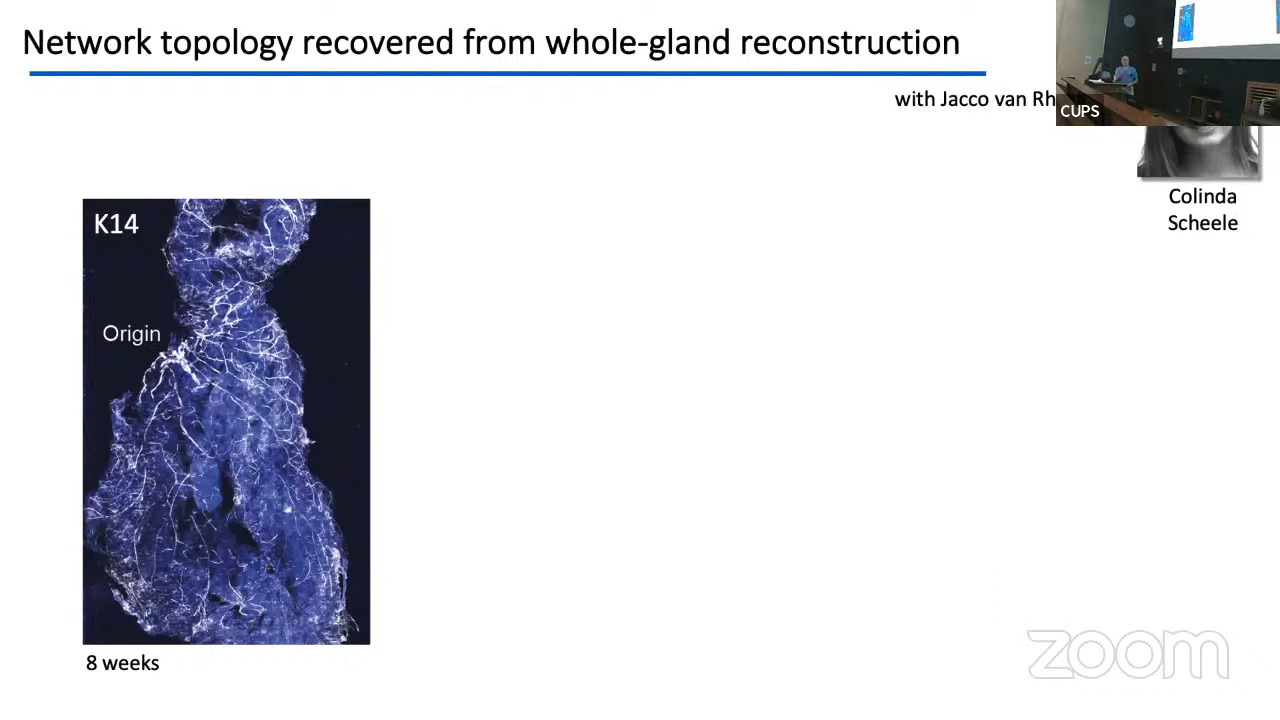 Network topology recovered from whole-gland reconstruction
with Jacco van Rh
CUPS
Colinda
Scheele
K14
Origin
8 weeks
zoom